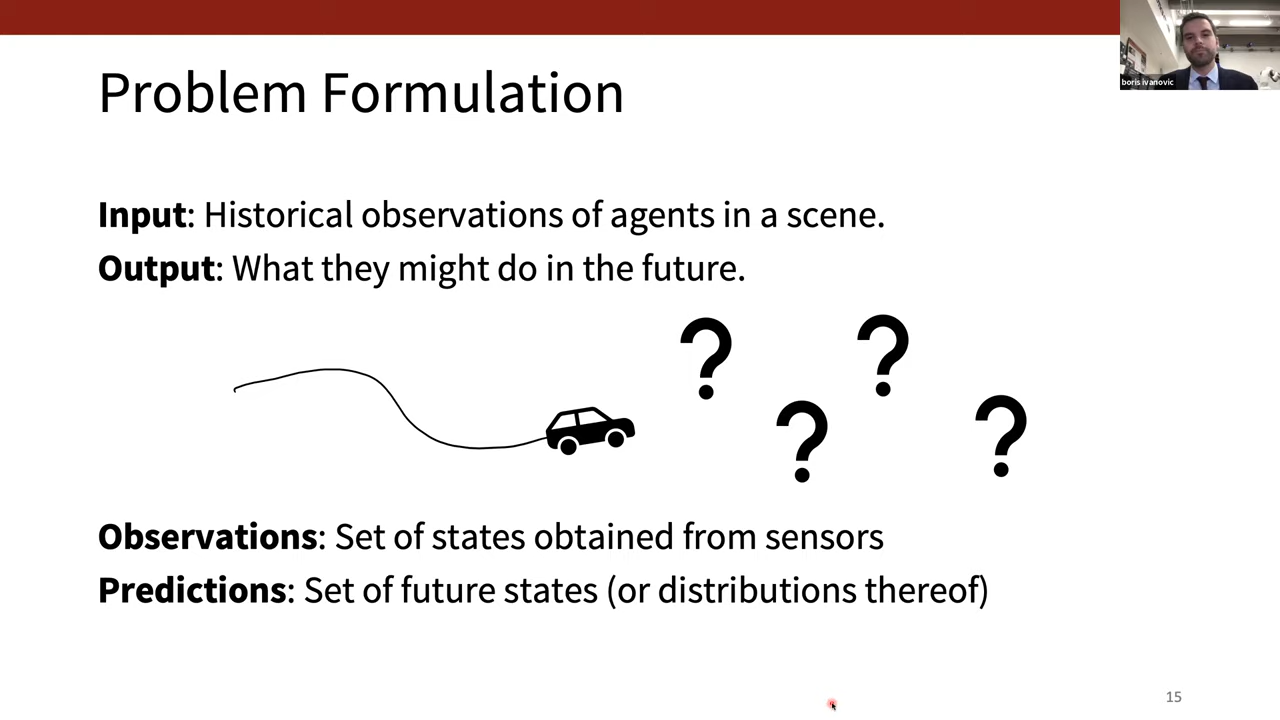 boris ivanovic
Problem Formulation
Input: Historical observations of agents in a scene.
Output: What they might do in the future.
? ? ? ?
Observations: Set of states obtained from sensors
Predictions: Set of future states (or distributions thereof)
15